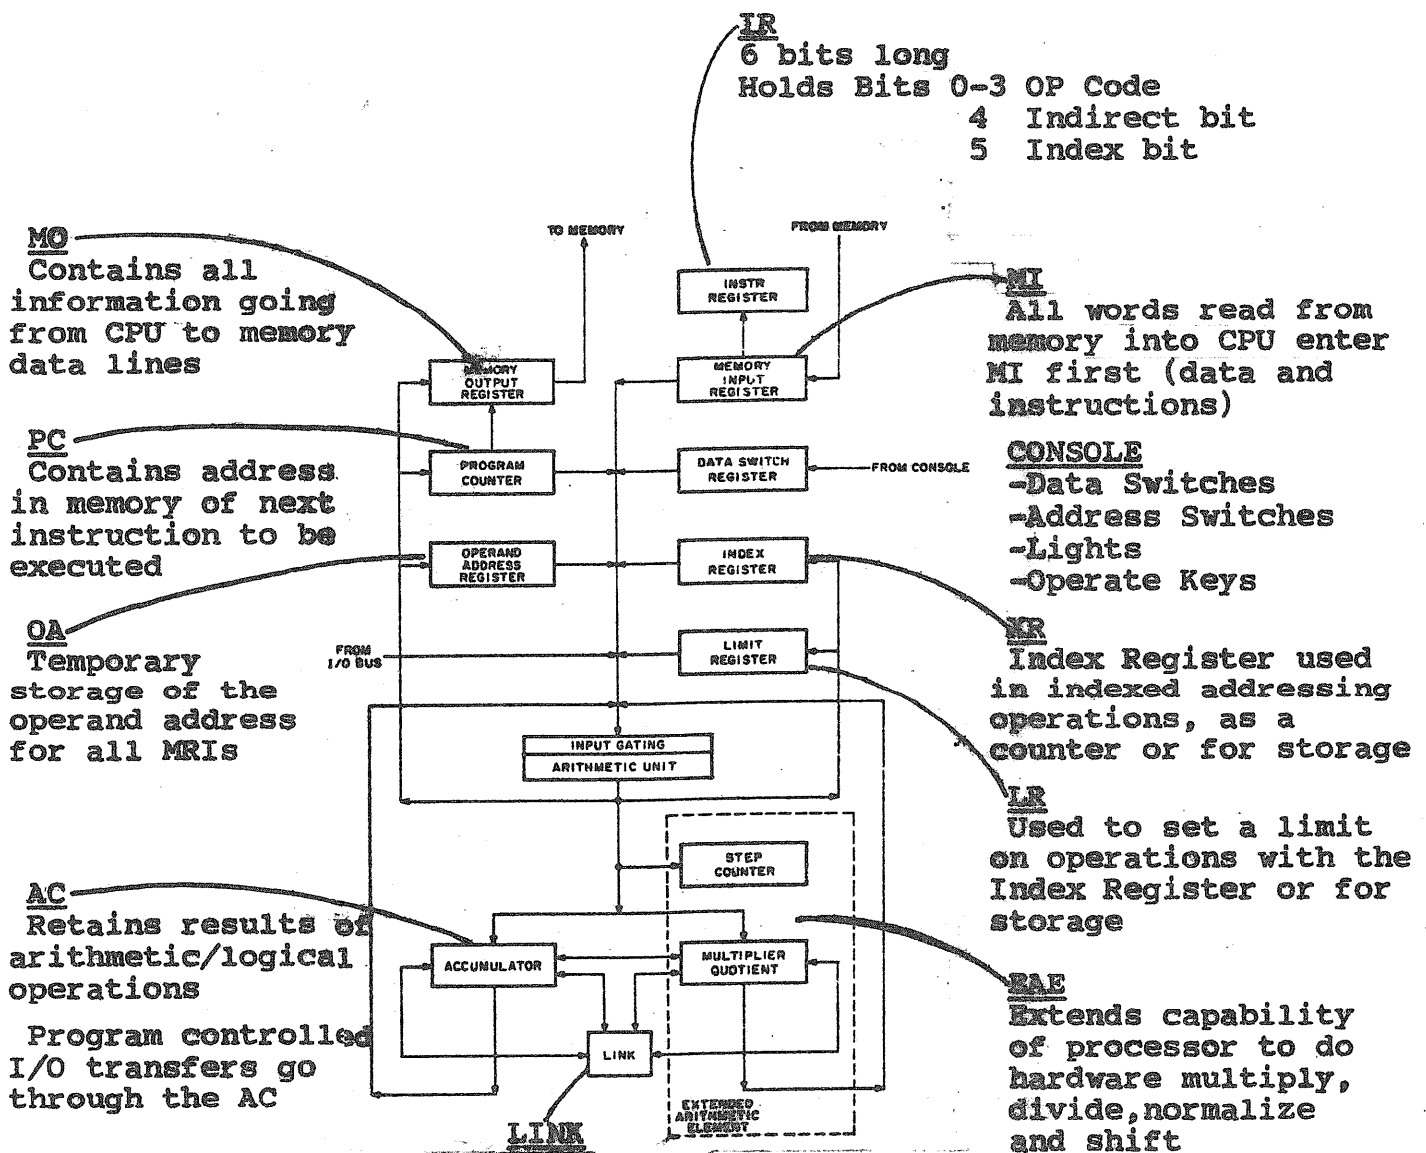 IR
6 bits long
Holds Bits 0-3 OP Code
4 Indirect bit
5 Index bit
MO
Contains all
information going
from CPU to memory
data lines
PC
Contains address
in memory of next
instruction to be
executed
OA
Temporary
storage of the
operand address
for all MRIs
AC
Retains results of
arithmetic/logical
operations
Program controlled
I/O transfers go
through the AC
TO MEMORY
FROM MEMORY
INSTR
REGISTER
MEMORY
OUTPUT
REGISTER
MEMORY
INPUT
REGISTER
PROGRAM
COUNTER
DATA SWITCH
REGISTER
FROM CONSOLE
OPERAND
ADDRESS
REGISTER
INDEX
REGISTER
FROM
I/O BUS
LIMIT
REGISTER
INPUT GATING
ARITHMETIC UNIT
STEP
COUNTER
ACCUMULATOR
MULTIPLIER
QUOTIENT
LINK
EXTENDED
ARITHMETIC
ELEMENT
LINK
MI
All words read from
memory into CPU enter
MI first (data and
instructions)
CONSOLE
-Data Switches
-Address Switches
-Lights
-Operate Keys
XR
Index Register used
in indexed addressing
operations, as a
counter or for storage
LR
Used to set a limit
on operations with the
Index Register or for
storage
EAE
Extends capability
of processor to do
hardware multiply,
divide,normalize
and shift